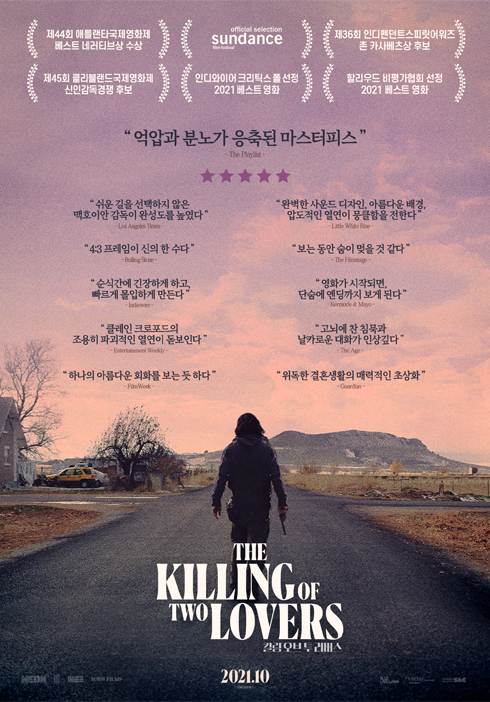 제44회 애틀랜타국제영화제
베스트 네러티브상 수상
official selection
sundance
film festival
제36회 인디펜던트스피릿어워즈
존 카사베츠상 후보
제45회 클리블랜드국제영화제
신인감독경쟁 후보
인디와이어 크리틱스 폴 선정
2021 베스트 영화
할리우드 비평가협회 선정
2021 베스트 영화
“ 억압과 분노가 응축된 마스터피스 ”
- The Playlist -
“ 쉬운 길을 선택하지 않은
맥호이안 감독이 완성도를 높였다 ”
- Los Angeles Times -
“ 완벽한 사운드 디자인, 아름다운 배경,
압도적인 열연이 뭉클함을 전한다 ”
- Little White Lies -
“ 4:3 프레임이 신의 한 수다 ”
- Rolling Stone -
“ 보는 동안 숨이 멎을 것 같다 ”
- The Filmstage -
“ 순식간에 긴장하게 하고,
빠르게 몰입하게 만든다 ”
- Indiewire -
“ 영화가 시작되면,
단숨에 엔딩까지 보게 된다 ”
- Kermode & Mayo -
“ 클레인 크로포드의
조용히 파괴적인 열연이 돋보인다 ”
- Entertainment Weekly -
“ 고뇌에 찬 침묵과
날카로운 대화가 인상깊다 ”
- The Age -
“ 하나의 아름다운 회화를 보는 듯 하다 ”
- FilmWeek -
“ 위독한 결혼생활의 매력적인 초상화 ”
- Guardian -
THE
KILLING OF
TWO LOVERS
킬링 오브 투 러버스
2021.10
NEON